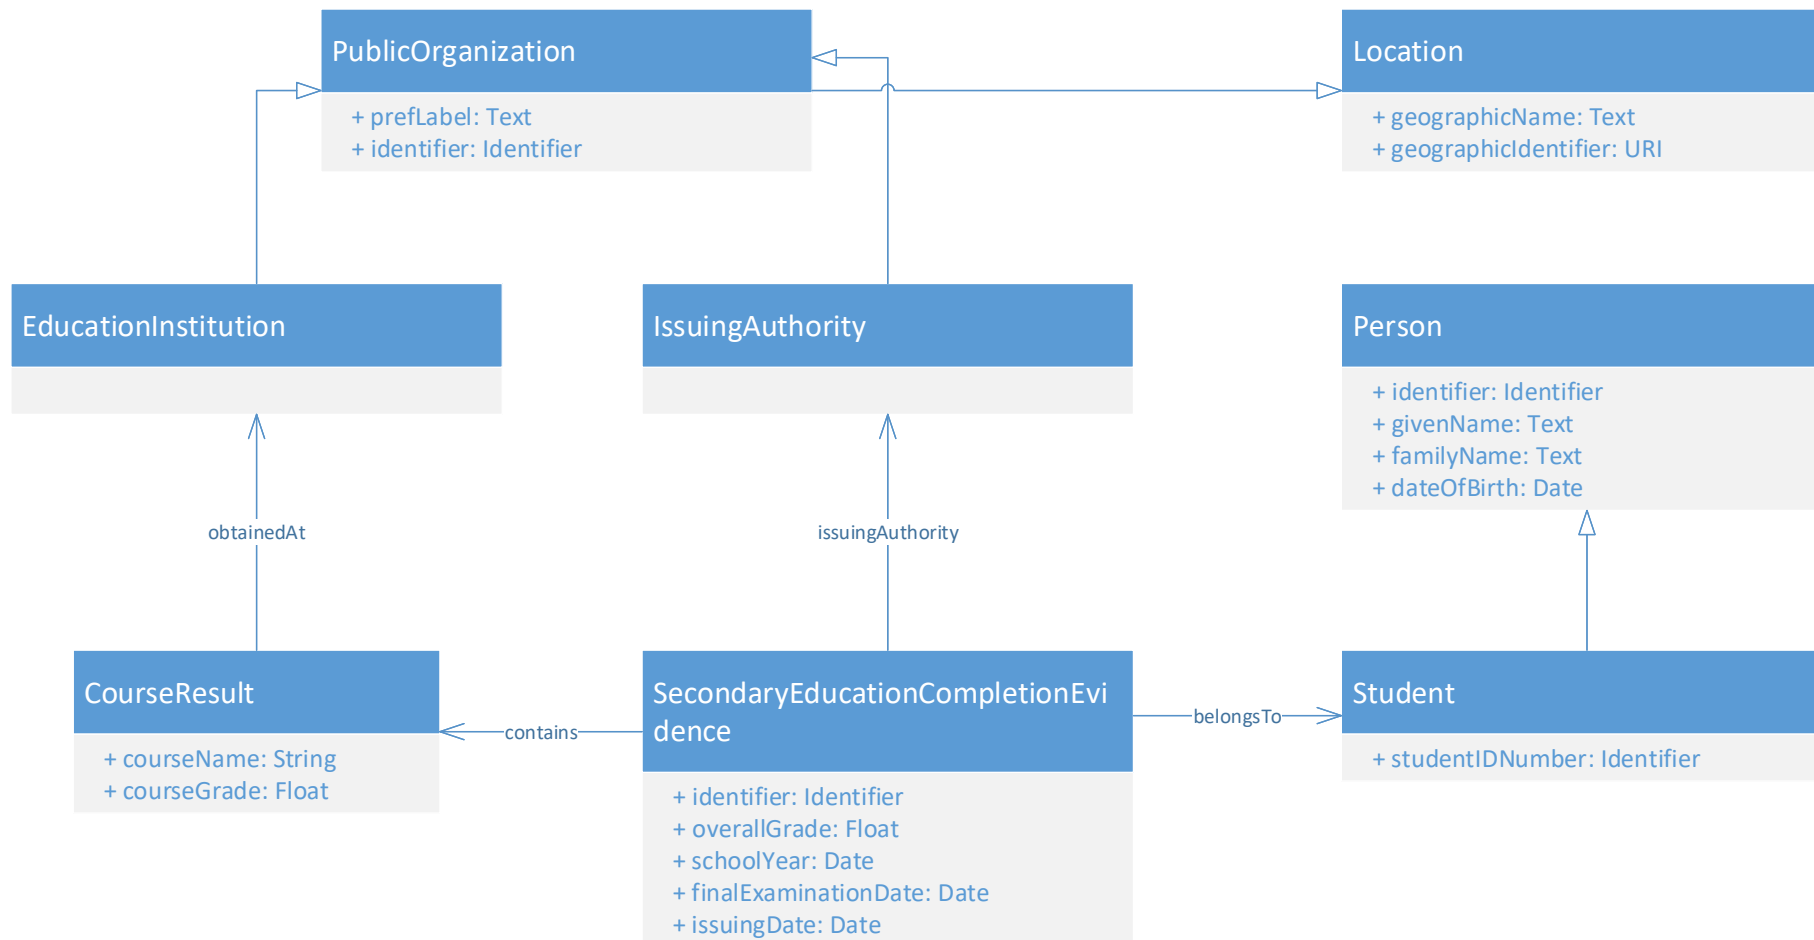 PublicOrganization
+ prefLabel: Text
+ identifier: Identifier
Location
+ geographicName: Text
+ geographicIdentifier: URI
EducationInstitution
IssuingAuthority
Person
+ identifier: Identifier
+ givenName: Text
+ familyName: Text
+ dateOfBirth: Date
obtainedAt
issuingAuthority
CourseResult
+ courseName: String
+ courseGrade: Float
contains
SecondaryEducationCompletionEvi
dence
+ identifier: Identifier
+ overallGrade: Float
+ schoolYear: Date
+ finalExaminationDate: Date
+ issuingDate: Date
belongsTo
Student
+ studentIDNumber: Identifier